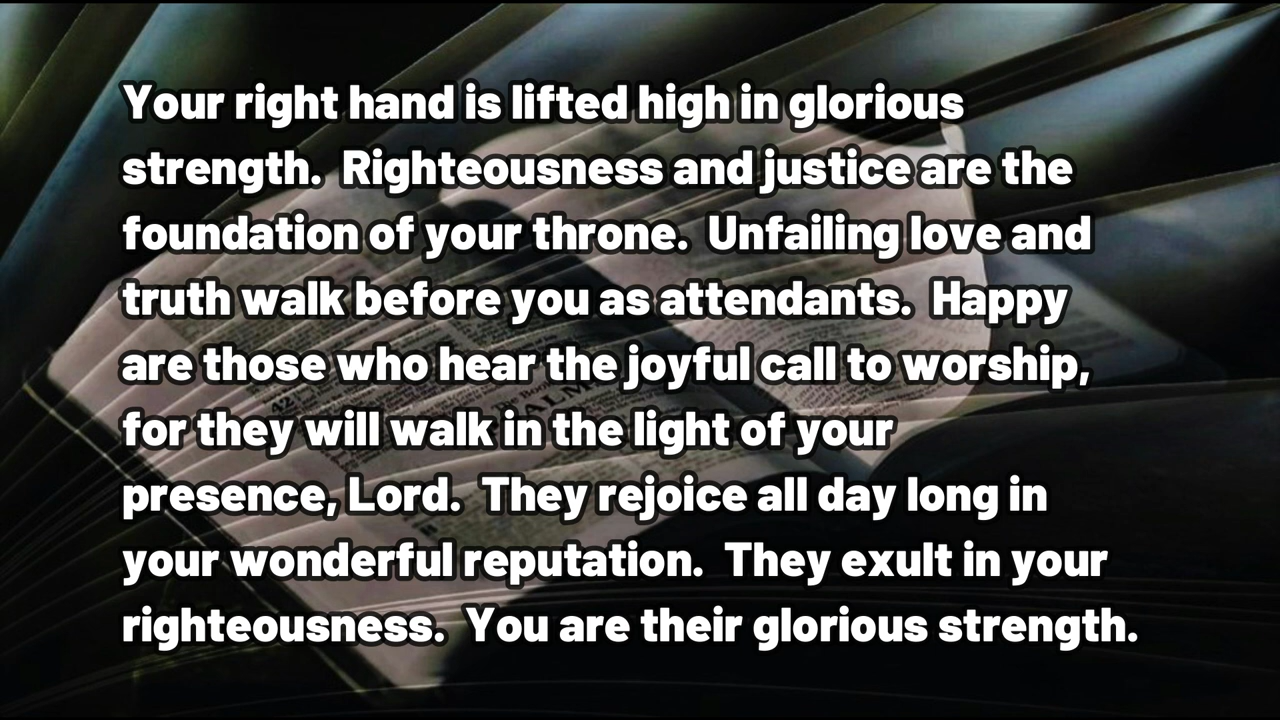 Your right hand is lifted high in glorious
strength. Righteousness and justice are the
foundation of your throne. Unfailing love and
truth walk before you as attendants. Happy
are those who hear the joyful call to worship,
for they will walk in the light of your
presence, Lord. They rejoice all day long in
your wonderful reputation. They exult in your
righteousness. You are their glorious strength.